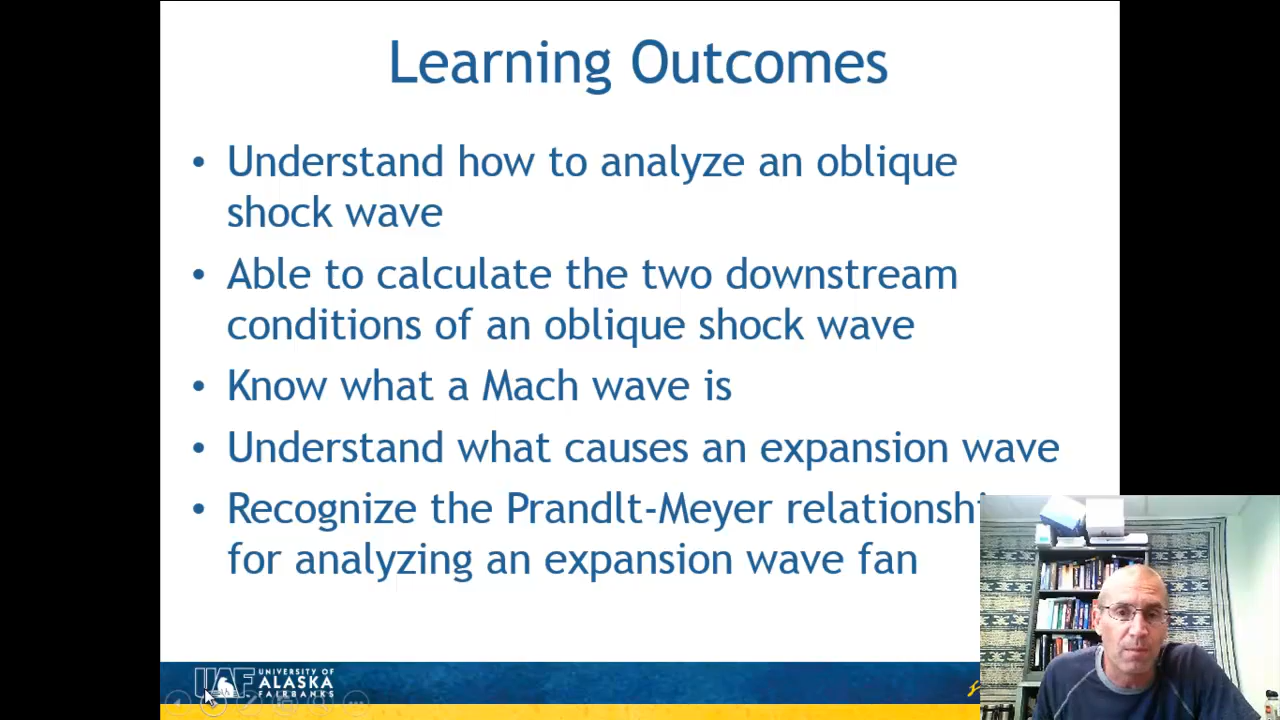 Learning Outcomes
• Understand how to analyze an oblique
shock wave
• Able to calculate the two downstream
conditions of an oblique shock wave
• Know what a Mach wave is
• Understand what causes an expansion wave
• Recognize the Prandlt-Meyer
for analyzing an expansion wave fan
UAF UNIVERSITY OF
ALASKA
FAIRBANKS